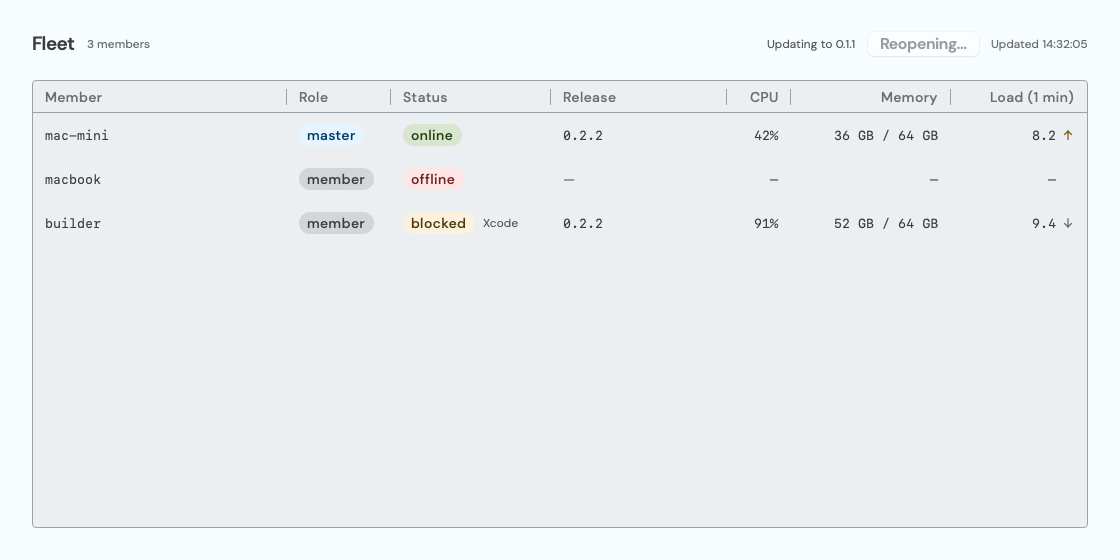 Fleet 3 members Updating to 0.1.1 Reopening... Updated 14:32:05
Member Role Status Release CPU Memory Load (1 min)
mac-mini master online 0.2.2 42% 36 GB / 64 GB 8.2 ↑
macbook member offline — — — —
builder member blocked Xcode 0.2.2 91% 52 GB / 64 GB 9.4 ↓